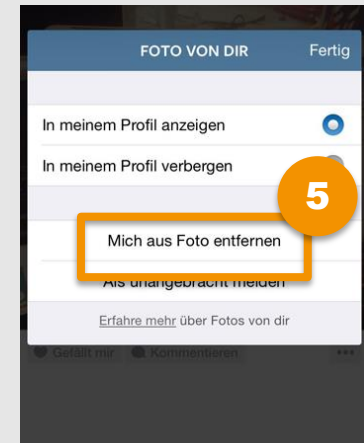 FOTO VON DIR Fertig
In meinem Profil anzeigen
In meinem Profil verbergen
5
Mich aus Foto entfernen
Als unangebracht melden
Erfahre mehr über Fotos von dir
Gefällt mir Kommentieren